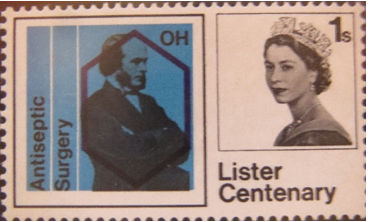 Antiseptic
Surgery
OH
1s
Lister
Centenary